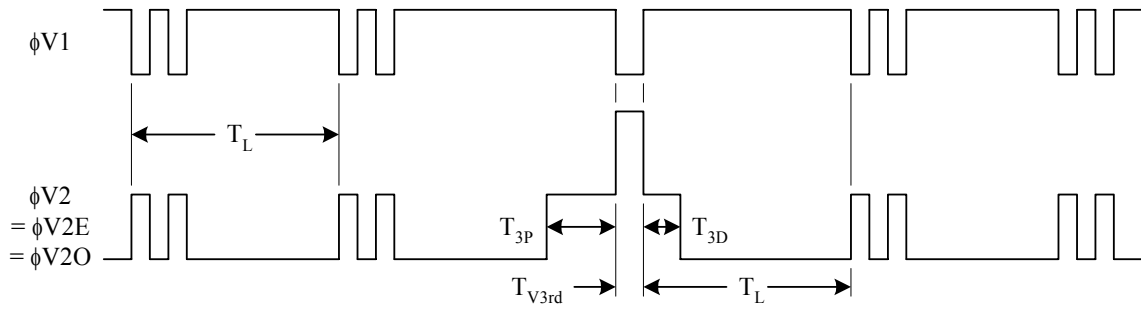 ϕV1
T_L
ϕV2
= ϕV2E
= ϕV2O
T_3P
T_3D
T_V3rd
T_L